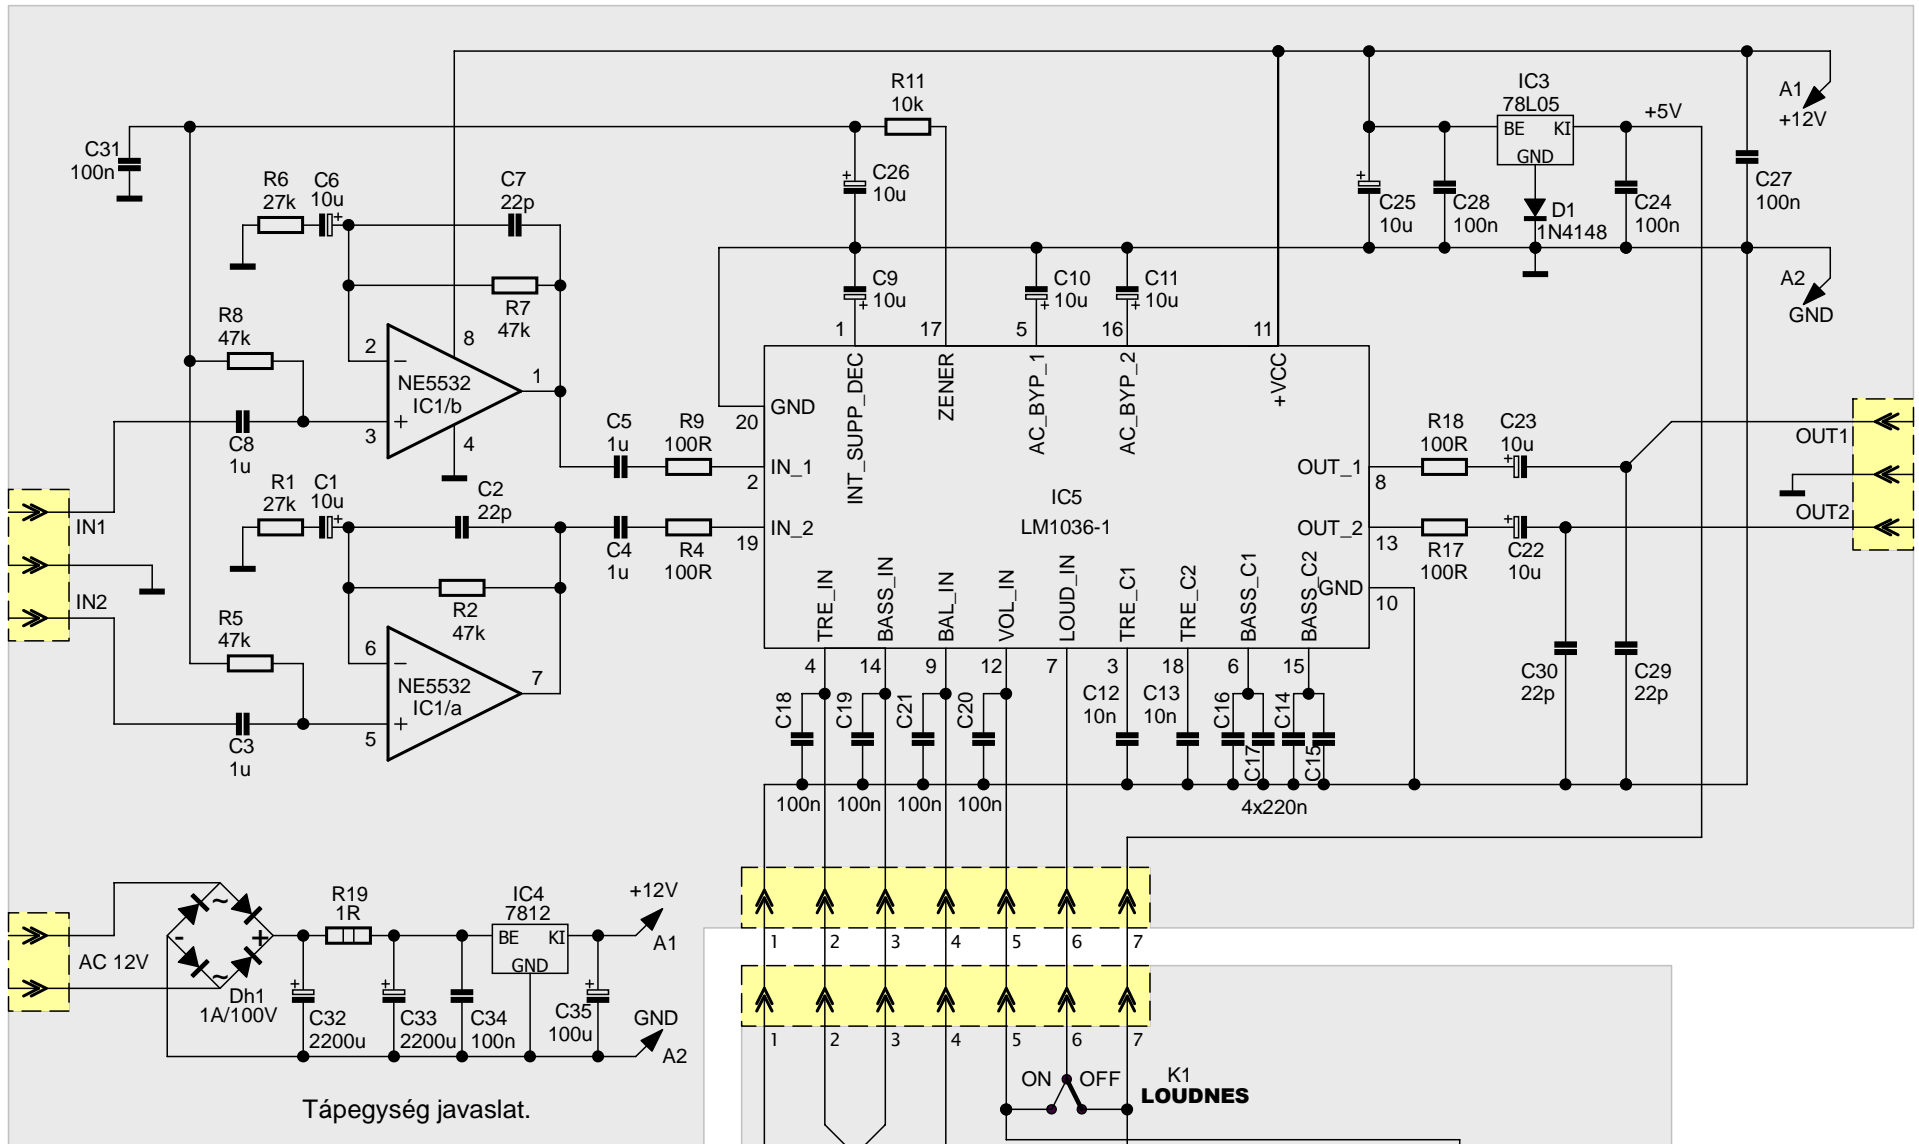 R11
10k
IC3
78L05
BE KI
GND
+5V
A1
+12V
C31
100n
R6
27k
C6
10u
+
C7
22p
+
C26
10u
+
C25
10u
C28
100n
D1
1N4148
C24
100n
C27
100n
A2
GND
R7
47k
C9
10u
+
C10
10u
+
C11
10u
+
R8
47k
2
8
−
NE5532
IC1/b
+
3
4
1
C8
1u
1
17
5
16
11
INT_SUPP_DEC
ZENER
AC_BYP_1
AC_BYP_2
+VCC
GND
20
C5
1u
R9
100R
IN_1
2
OUT_1
8
R18
100R
C23
10u
+
OUT1
OUT2
IC5
LM1036-1
IN1
IN2
R1
27k
C1
10u
+
C2
22p
C4
1u
R4
100R
IN_2
19
OUT_2
13
R17
100R
C22
10u
+
GND
10
R2
47k
R5
47k
6
−
NE5532
IC1/a
+
5
7
C3
1u
TRE_IN
BASS_IN
BAL_IN
VOL_IN
LOUD_IN
TRE_C1
TRE_C2
BASS_C1
BASS_C2
4
14
9
12
7
3
18
6
15
C18
C19
C21
C20
C12
10n
C13
10n
C16
C17
C14
C15
C30
22p
C29
22p
100n
100n
100n
100n
4x220n
AC 12V
~
-
+
~
Dh1
1A/100V
R19
1R
IC4
7812
BE KI
GND
+12V
A1
+
C32
2200u
+
C33
2200u
C34
100n
+
C35
100u
GND
A2
Tápegység javaslat.
1 2 3 4 5 6 7
1 2 3 4 5 6 7
ON OFF
K1
LOUDNES